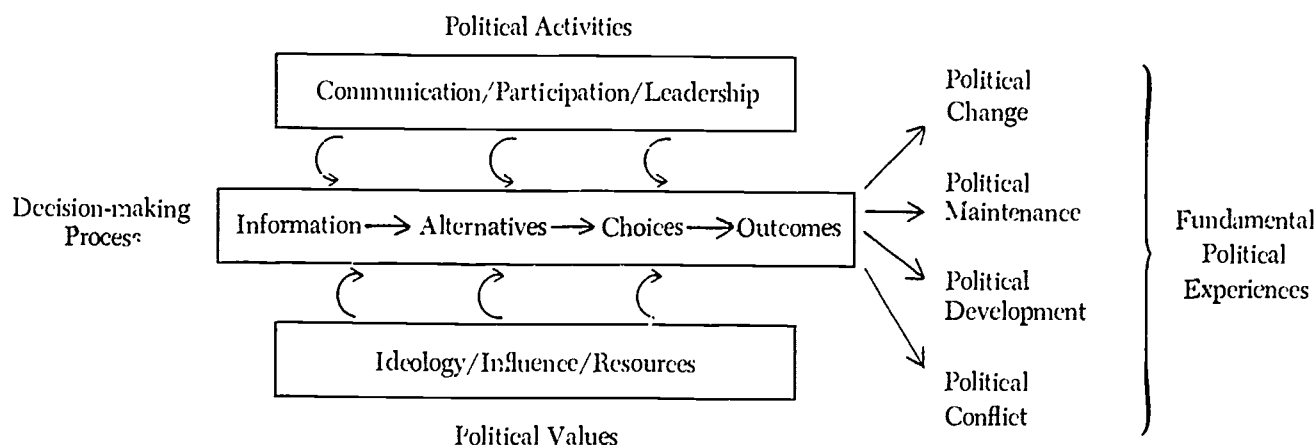 Political Activities
Communication/Participation/Leadership
Political
Change
Decision-making
Process
Information → Alternatives → Choices → Outcomes
Political
Maintenance
Fundamental
Political
Experiences
Political
Development
Ideology/Influence/Resources
Political
Conflict
Political Values